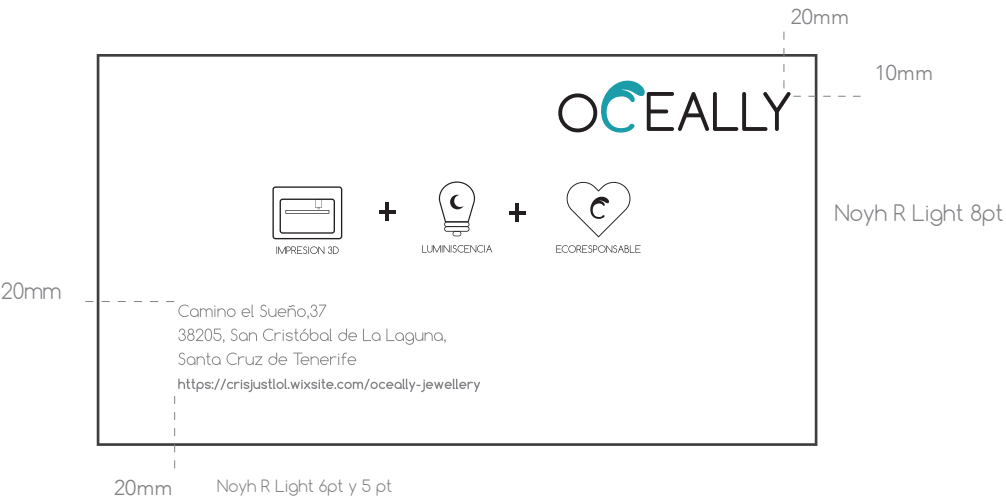 20mm
10mm
OCEALLY
Noyh R Light 8pt
+ +
IMPRESION 3D LUMINISCENCIA ECORESPONSABLE
20mm
Camino el Sueño,37
38205, San Cristóbal de La Laguna,
Santa Cruz de Tenerife
https://crisjustlol.wixsite.com/oceally-jewellery
20mm Noyh R Light 6pt y 5 pt